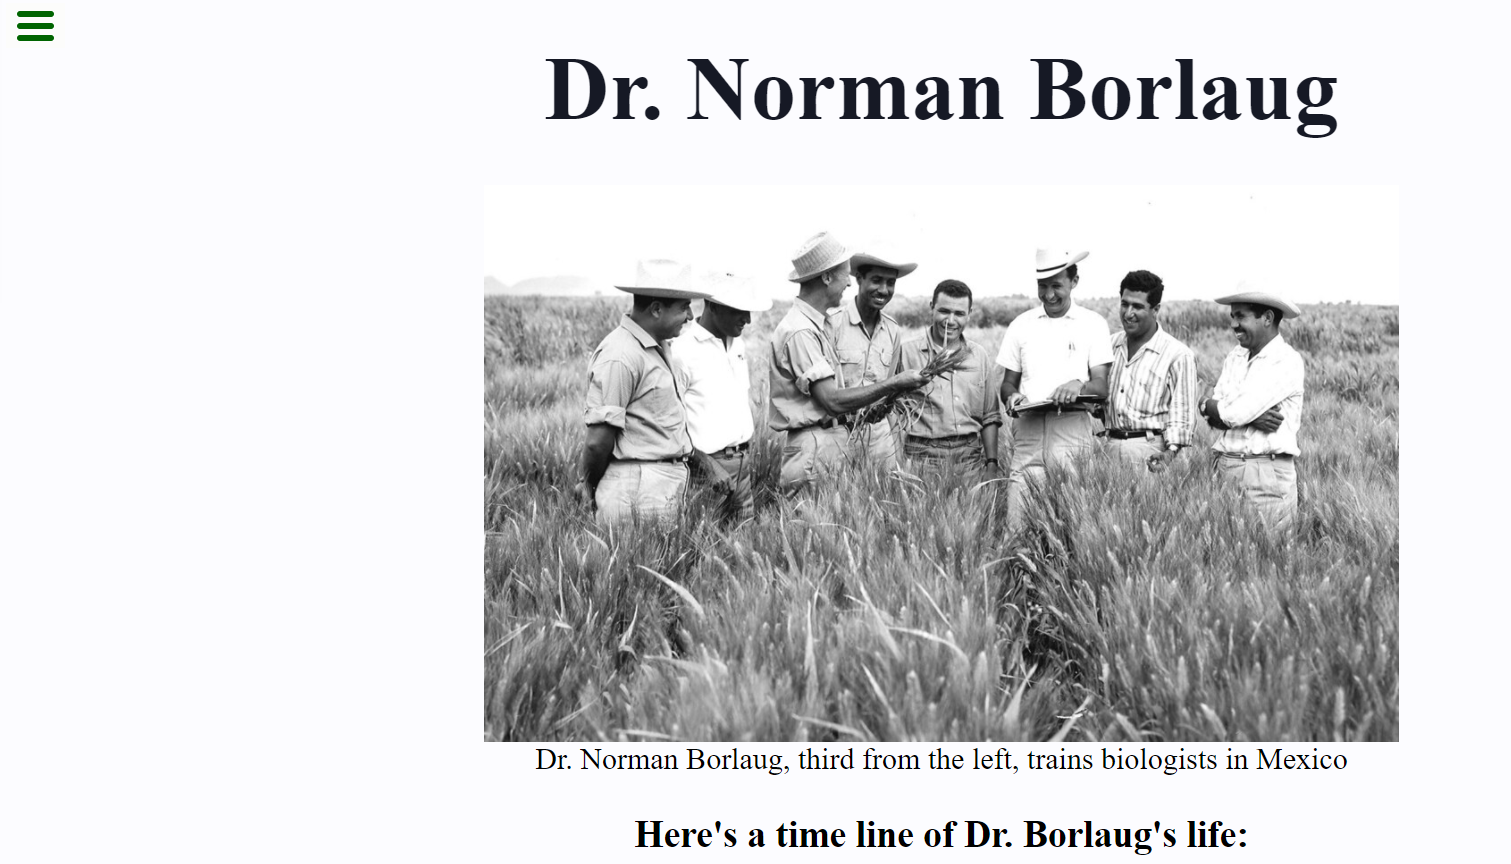 Dr. Norman Borlaug
Dr. Norman Borlaug, third from the left, trains biologists in Mexico
Here's a time line of Dr. Borlaug's life: